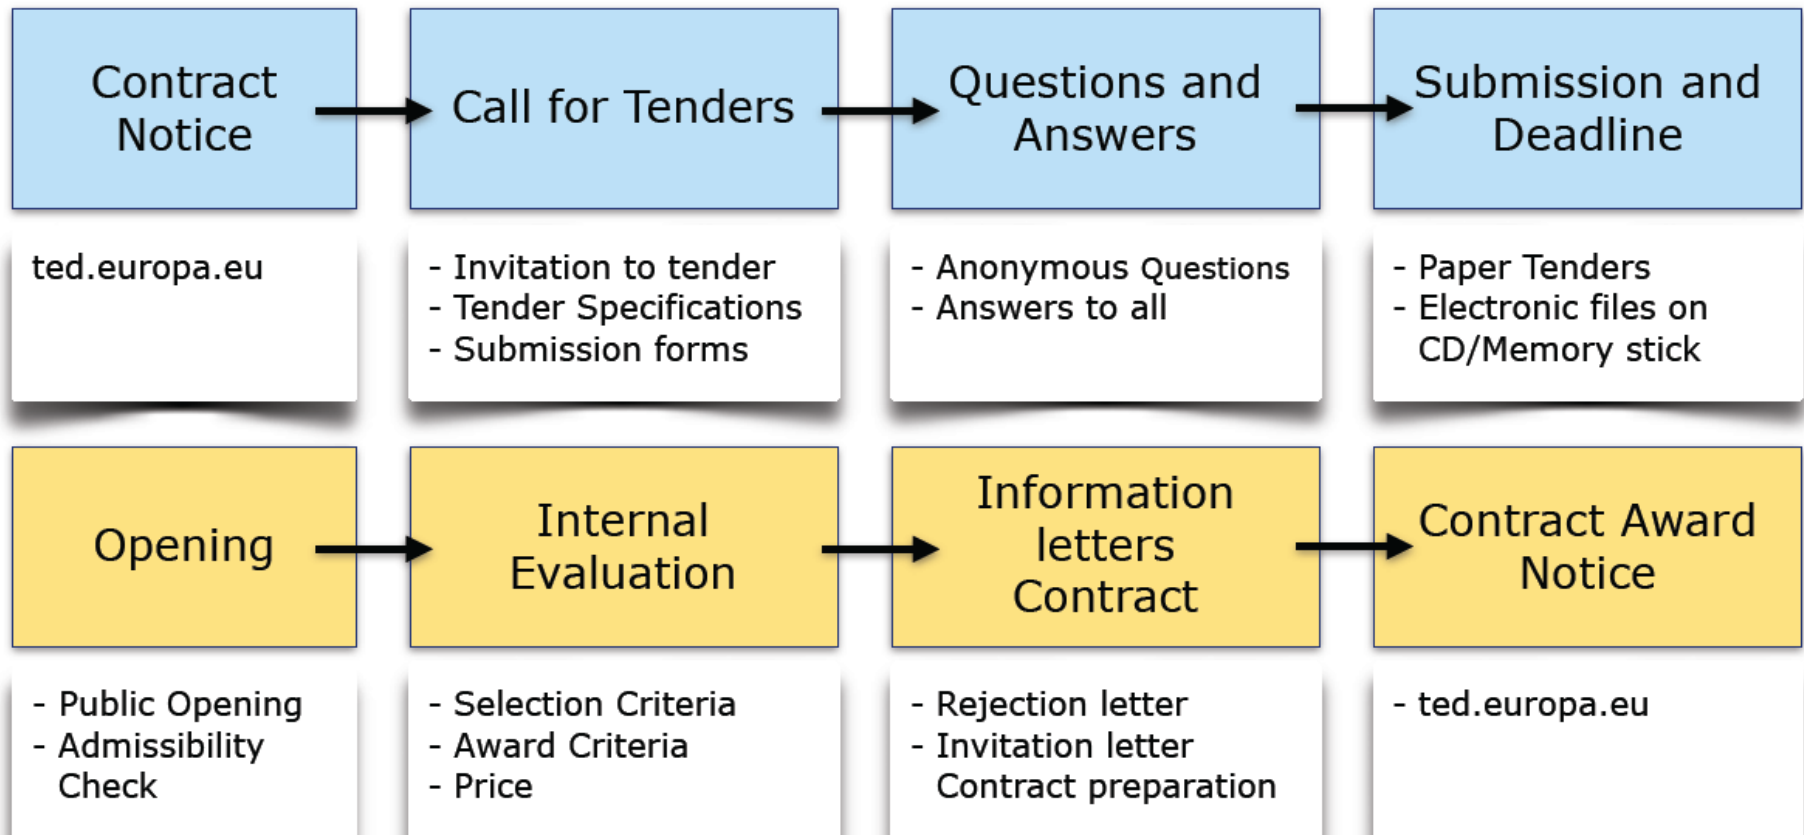 Contract
Notice
Call for Tenders
Questions and
Answers
Submission and
Deadline
ted.europa.eu
- Invitation to tender
- Tender Specifications
- Submission forms
- Anonymous Questions
- Answers to all
- Paper Tenders
- Electronic files on
CD/Memory stick
Opening
Internal
Evaluation
Information
letters
Contract
Contract Award
Notice
- Public Opening
- Admissibility
Check
- Selection Criteria
- Award Criteria
- Price
- Rejection letter
- Invitation letter
Contract preparation
- ted.europa.eu